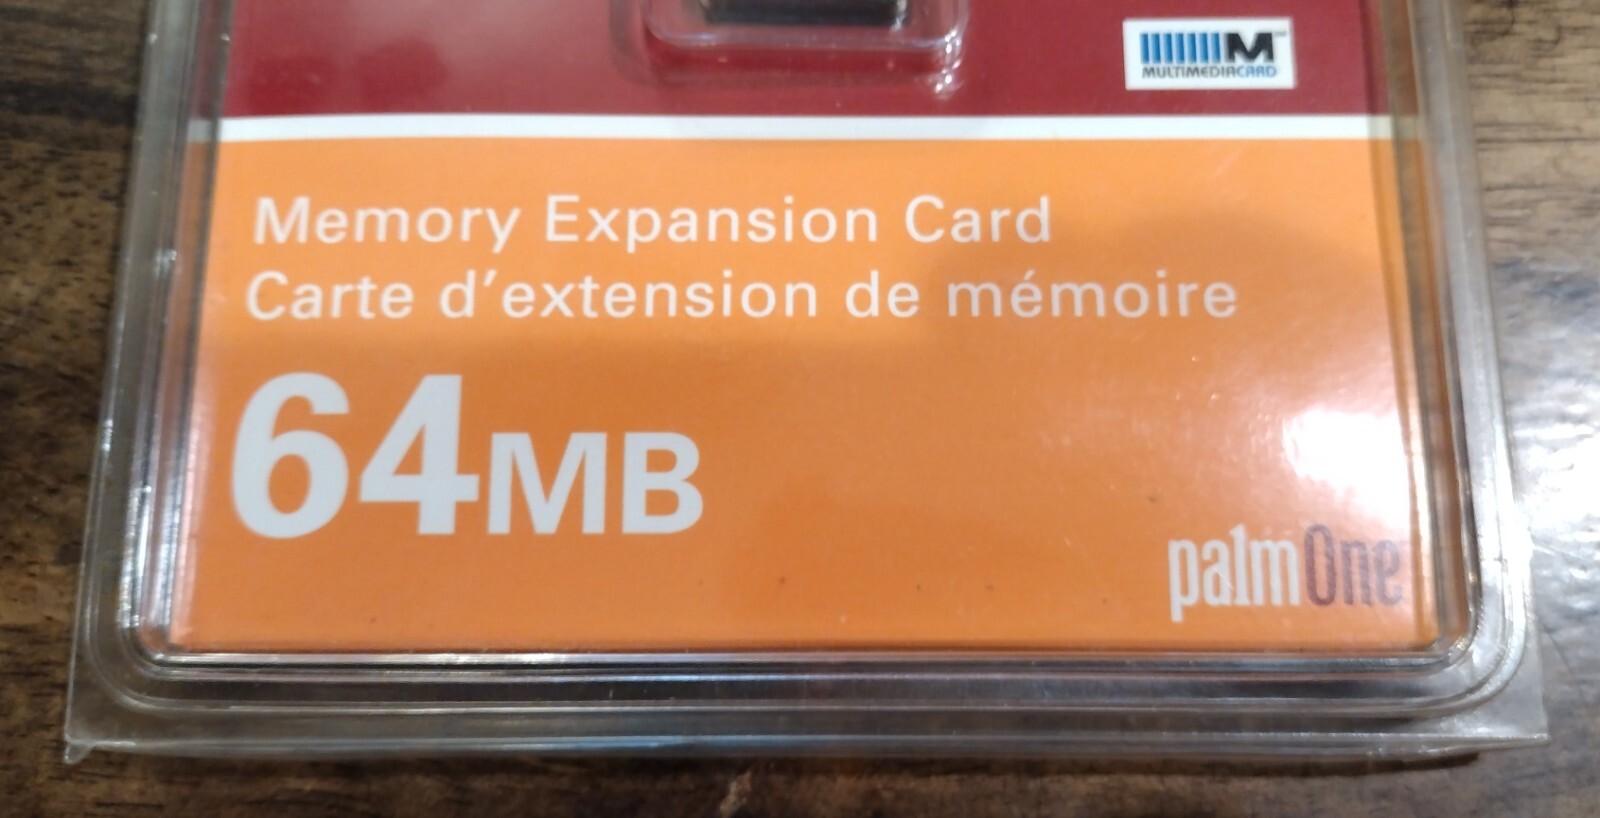 M
MULTIMEDIACARD
Memory Expansion Card
Carte d’extension de mémoire
64MB
palmOne